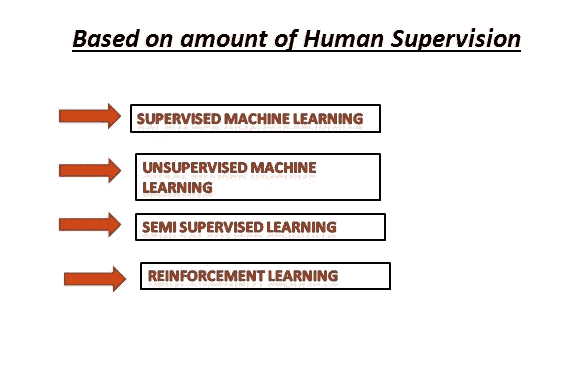 Based on amount of Human Supervision
SUPERVISED MACHINE LEARNING
UNSUPERVISED MACHINE
LEARNING
SEMI SUPERVISED LEARNING
REINFORCEMENT LEARNING